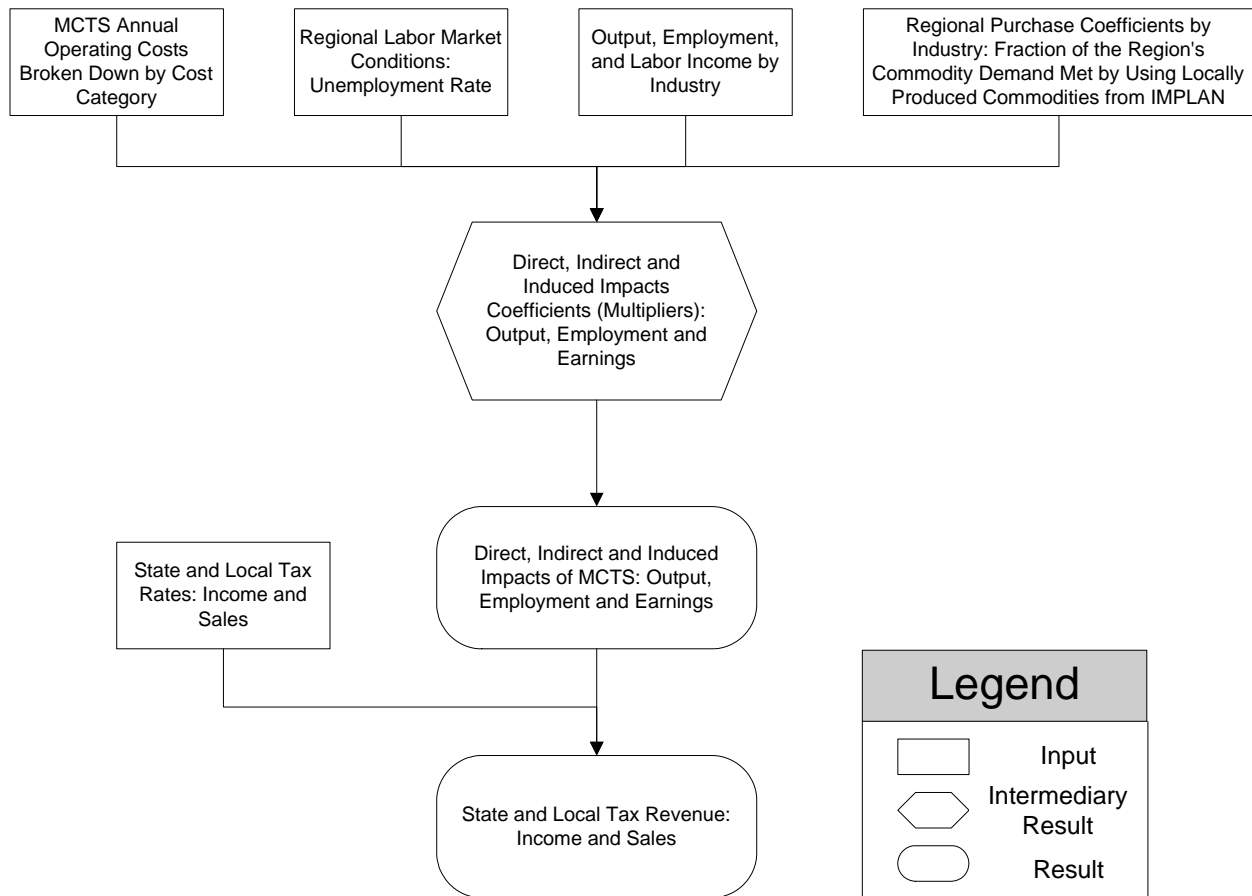 MCTS Annual
Operating Costs
Broken Down by Cost
Category
Regional Labor Market
Conditions:
Unemployment Rate
Output, Employment,
and Labor Income by
Industry
Regional Purchase Coefficients by
Industry: Fraction of the Region's
Commodity Demand Met by Using Locally
Produced Commodities from IMPLAN
Direct, Indirect and
Induced Impacts
Coefficients (Multipliers):
Output, Employment and
Earnings
Direct, Indirect and Induced
Impacts of MCTS: Output,
Employment and Earnings
State and Local Tax
Rates: Income and
Sales
State and Local Tax Revenue:
Income and Sales
Legend
Input
Intermediary
Result
Result